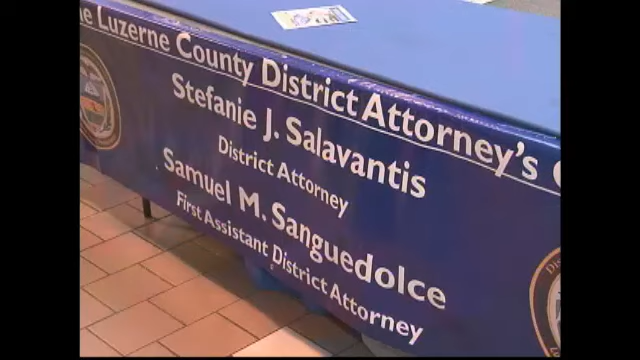 e Luzerne County District Attorney's
Stefanie J. Salavantis
District Attorney
Samuel M. Sanguedolce
First Assistant District Attorney